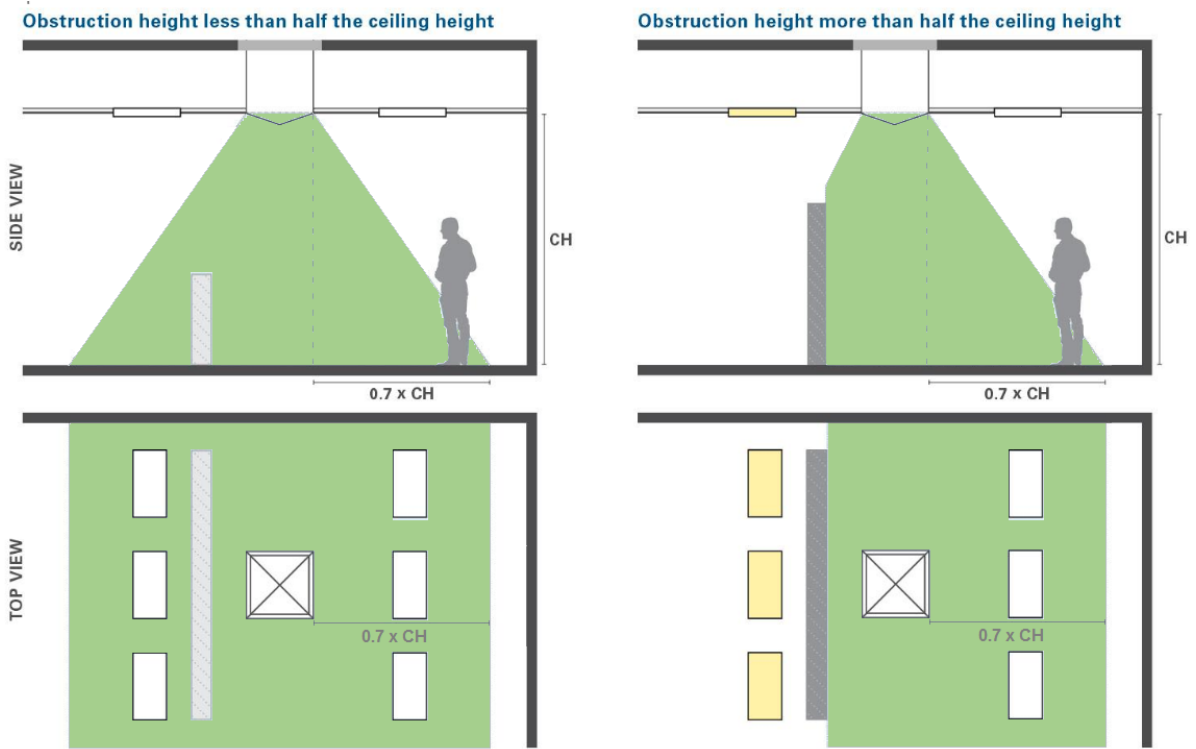 Obstruction height less than half the ceiling height
Obstruction height more than half the ceiling height
SIDE VIEW
CH
0.7 x CH
CH
0.7 x CH
TOP VIEW
0.7 x CH
0.7 x CH